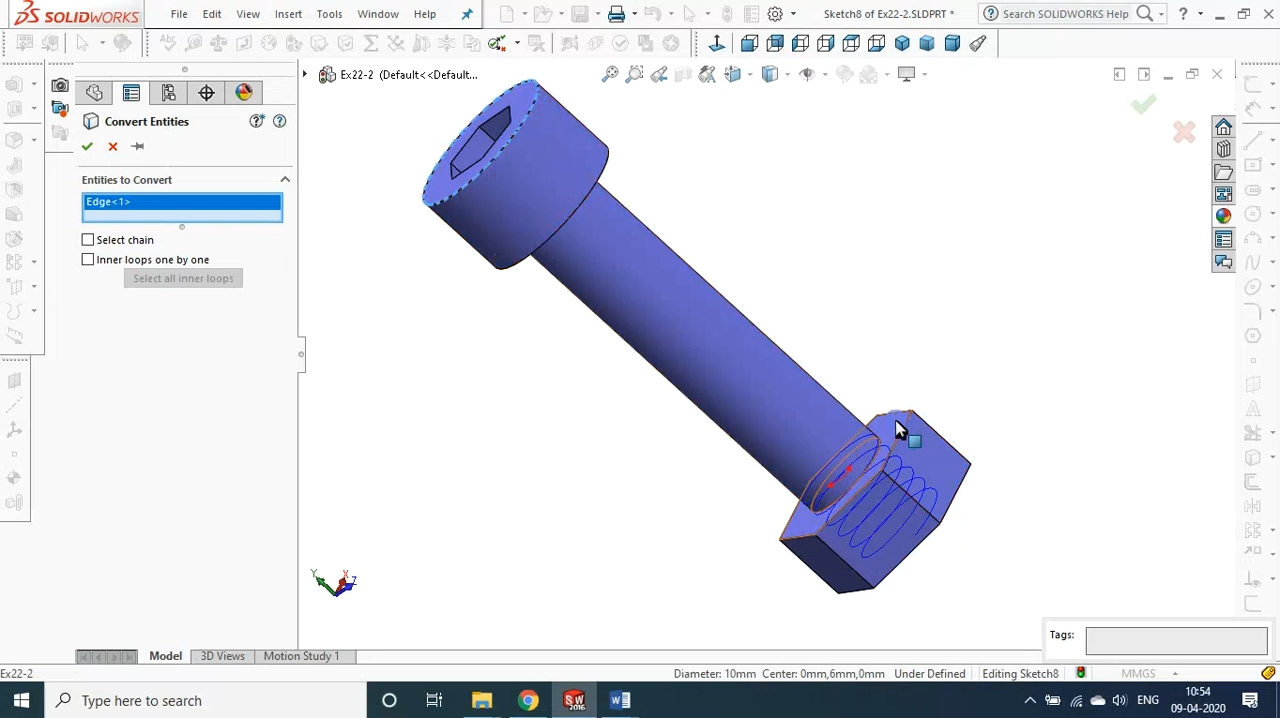 SOLIDWORKS
File
Edit
View
Insert
Tools
Window
Help
Sketch8 of Ex22-2.SLDPRT *
Search SOLIDWORKS Help
?
Ex22-2 (Default<<Default...
Convert Entities
Entities to Convert
Edge<1>
Select chain
Inner loops one by one
Select all inner loops
Y
X
Z
Tags:
Model
3D Views
Motion Study 1
Ex22-2
Diameter: 10mm Center: 0mm,6mm,0mm
Under Defined
Editing Sketch8
MMGS
Type here to search
SW
2016
ENG
10:54
09-04-2020